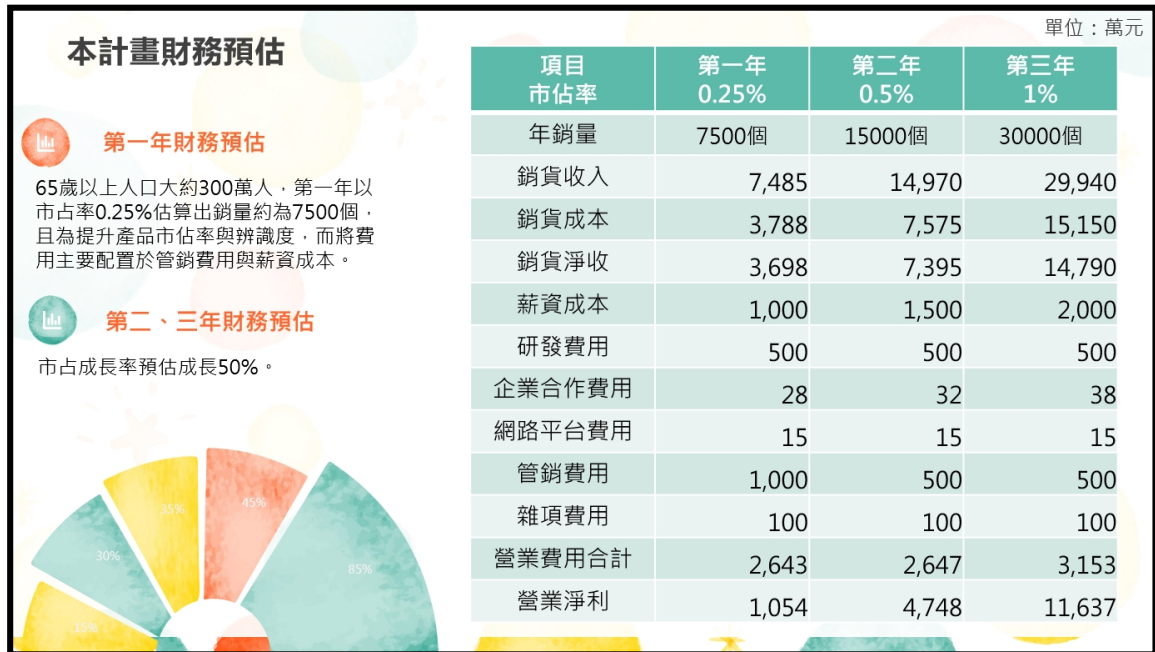 單位：萬元
本計畫財務預估
第一年財務預估
65歲以上人口大約300萬人，第一年以
市占率0.25%估算出銷量約為7500個，
且為提升產品市佔率與辨識度，而將費
用主要配置於管銷費用與薪資成本。
第二、三年財務預估
市占成長率預估成長50%。
15%
30%
35%
45%
85%
項目 第一年 第二年 第三年
市佔率 0.25% 0.5% 1%
年銷量 7500個 15000個 30000個
銷貨收入 7,485 14,970 29,940
銷貨成本 3,788 7,575 15,150
銷貨淨收 3,698 7,395 14,790
薪資成本 1,000 1,500 2,000
研發費用 500 500 500
企業合作費用 28 32 38
網路平台費用 15 15 15
管銷費用 1,000 500 500
雜項費用 100 100 100
營業費用合計 2,643 2,647 3,153
營業淨利 1,054 4,748 11,637